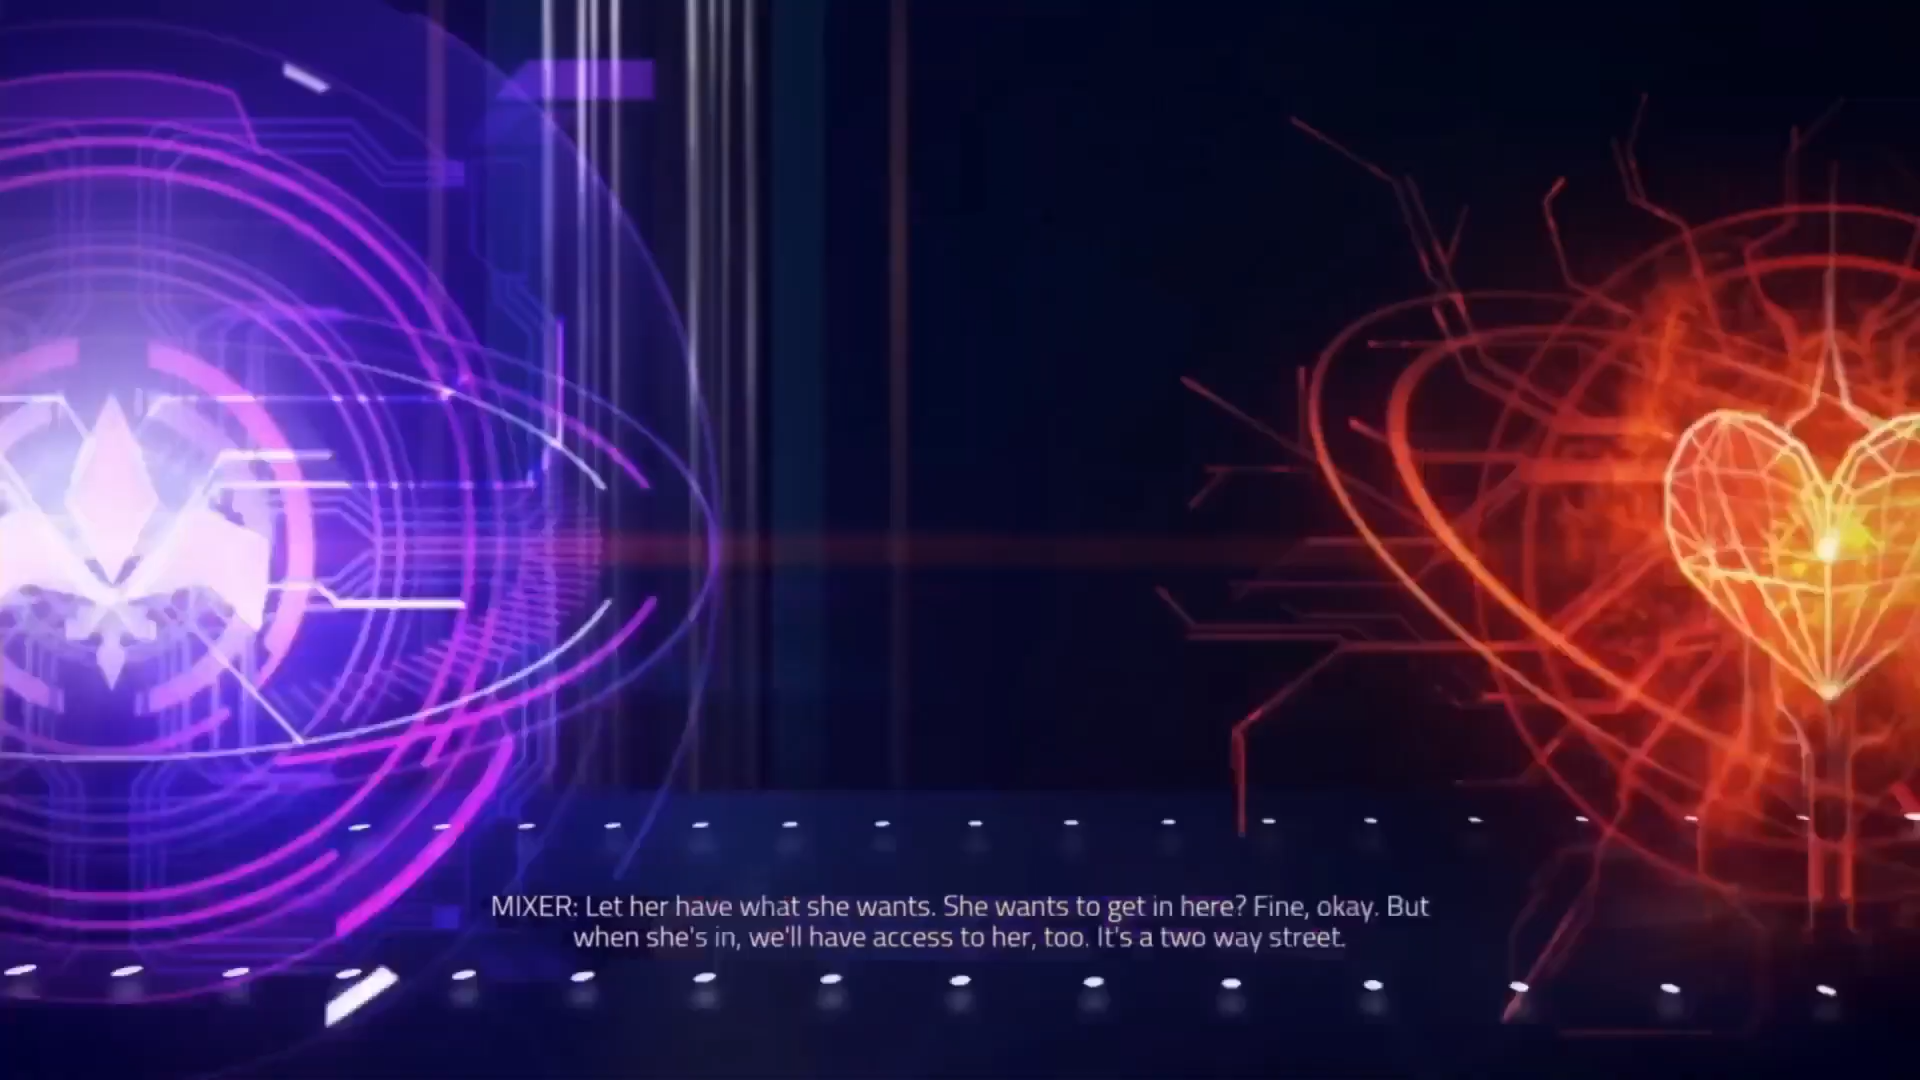 MIXER: Let her have what she wants. She wants to get in here? Fine, okay. But
when she's in, we'll have access to her, too. It's a two way street.